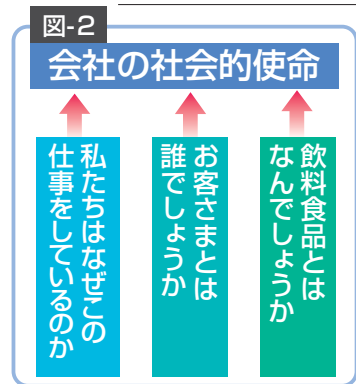 図-2
会社の社会的使命
私たちはなぜこの
仕事をしているのか
お客さまとは
誰でしょうか
飲料食品とは
なんでしょうか